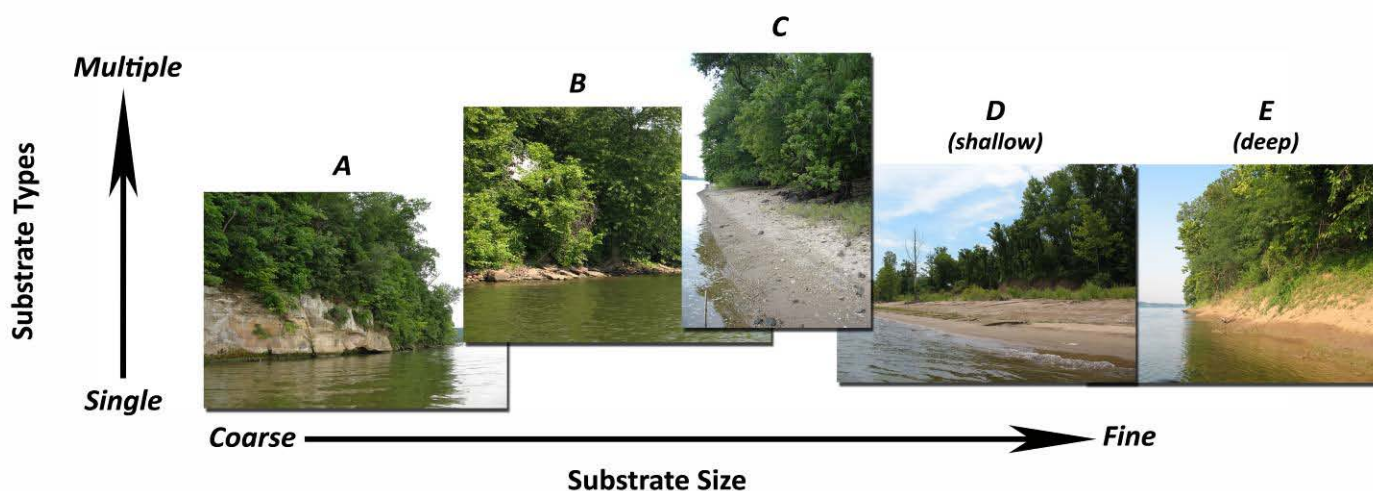 C
Multiple
B
D
(shallow)
E
(deep)
A
Substrate Types
Single
Coarse
Fine
Substrate Size